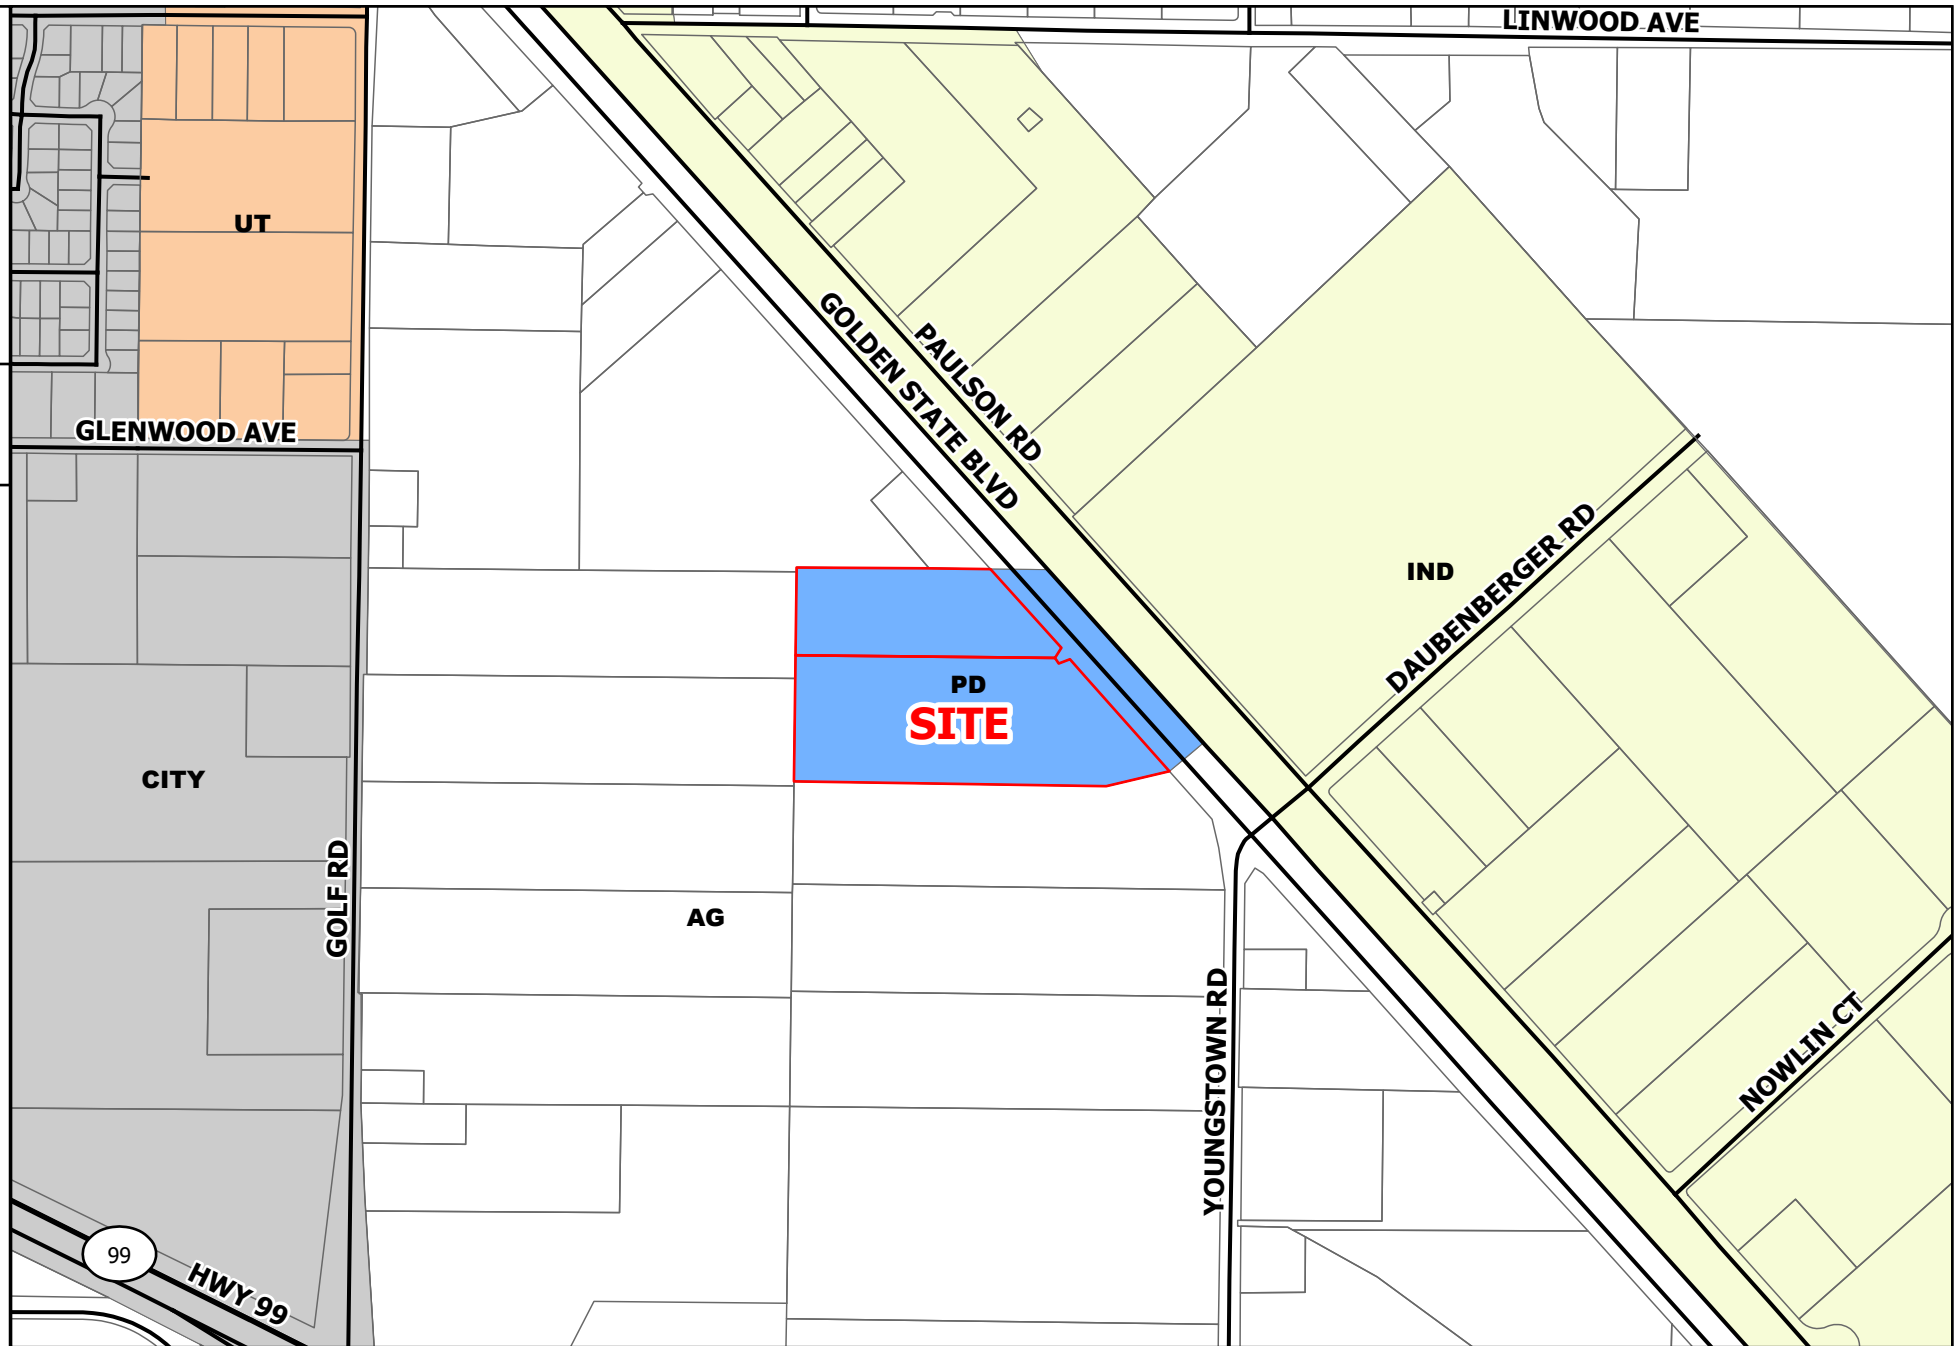 LINWOOD AVE
UT
GOLDEN STATE BLVD
PAULSON RD
GLENWOOD AVE
IND
DAUBENBERGER RD
PD
SITE
CITY
GOLF RD
AG
YOUNGSTOWN RD
NOWLIN CT
99
HWY 99